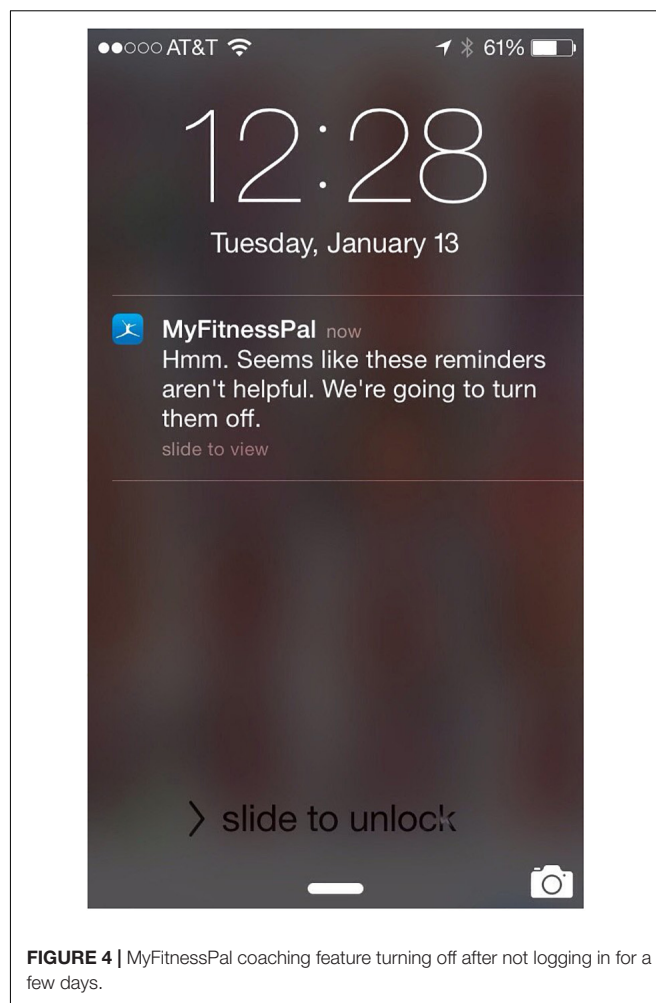 AT&T 61%
12:28
Tuesday, January 13
MyFitnessPal now
Hmm. Seems like these reminders
aren't helpful. We're going to turn
them off.
slide to view
slide to unlock
FIGURE 4 | MyFitnessPal coaching feature turning off after not logging in for a
few days.